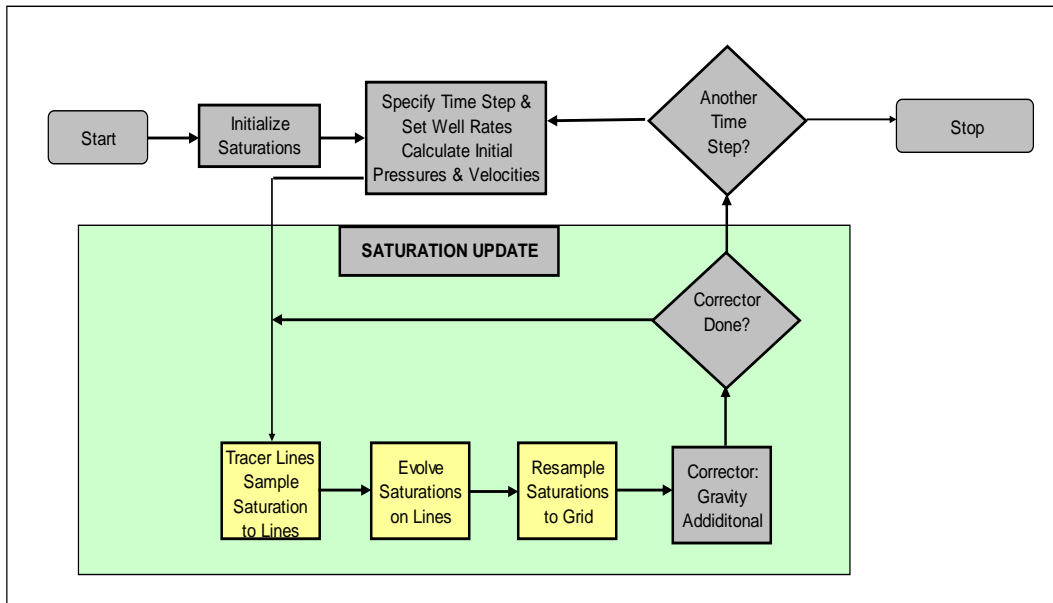 Start
Initialize
Saturations
Specify Time Step &
Set Well Rates
Calculate Initial
Pressures & Velocities
Another
Time
Step?
Stop
SATURATION UPDATE
Corrector
Done?
Tracer Lines
Sample
Saturation
to Lines
Evolve
Saturations
on Lines
Resample
Saturations
to Grid
Corrector:
Gravity
Addiditonal